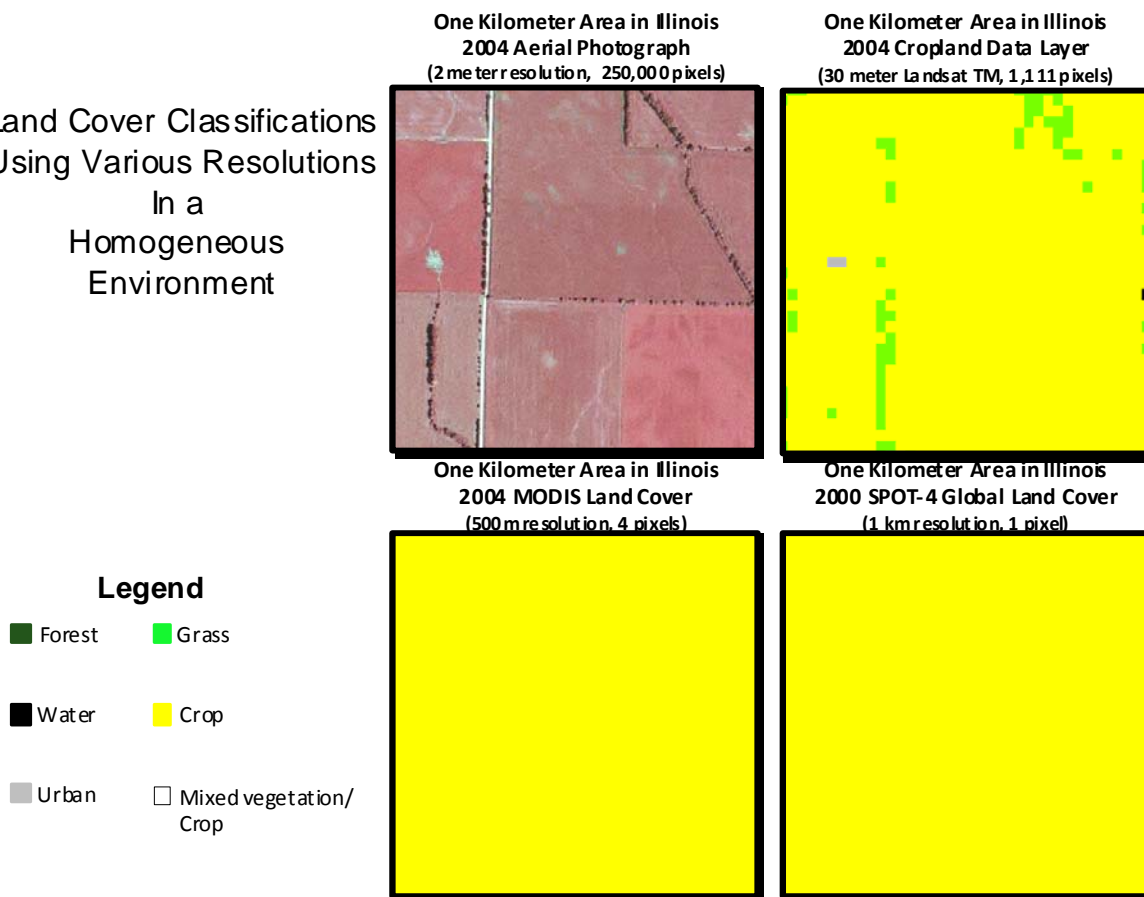 and Cover Classifications
Using Various Resolutions
In a
Homogeneous
Environment
One Kilometer Area in Illinois
2004 Aerial Photograph
(2 meter resolution, 250,000 pixels)
One Kilometer Area in Illinois
2004 Cropland Data Layer
(30 meter Landsat TM, 1,111 pixels)
One Kilometer Area in Illinois
2004 MODIS Land Cover
(500 m resolution, 4 pixels)
One Kilometer Area in Illinois
2000 SPOT-4 Global Land Cover
(1 km resolution, 1 pixel)
Legend
Forest
Grass
Water
Crop
Urban
Mixed vegetation/
Crop